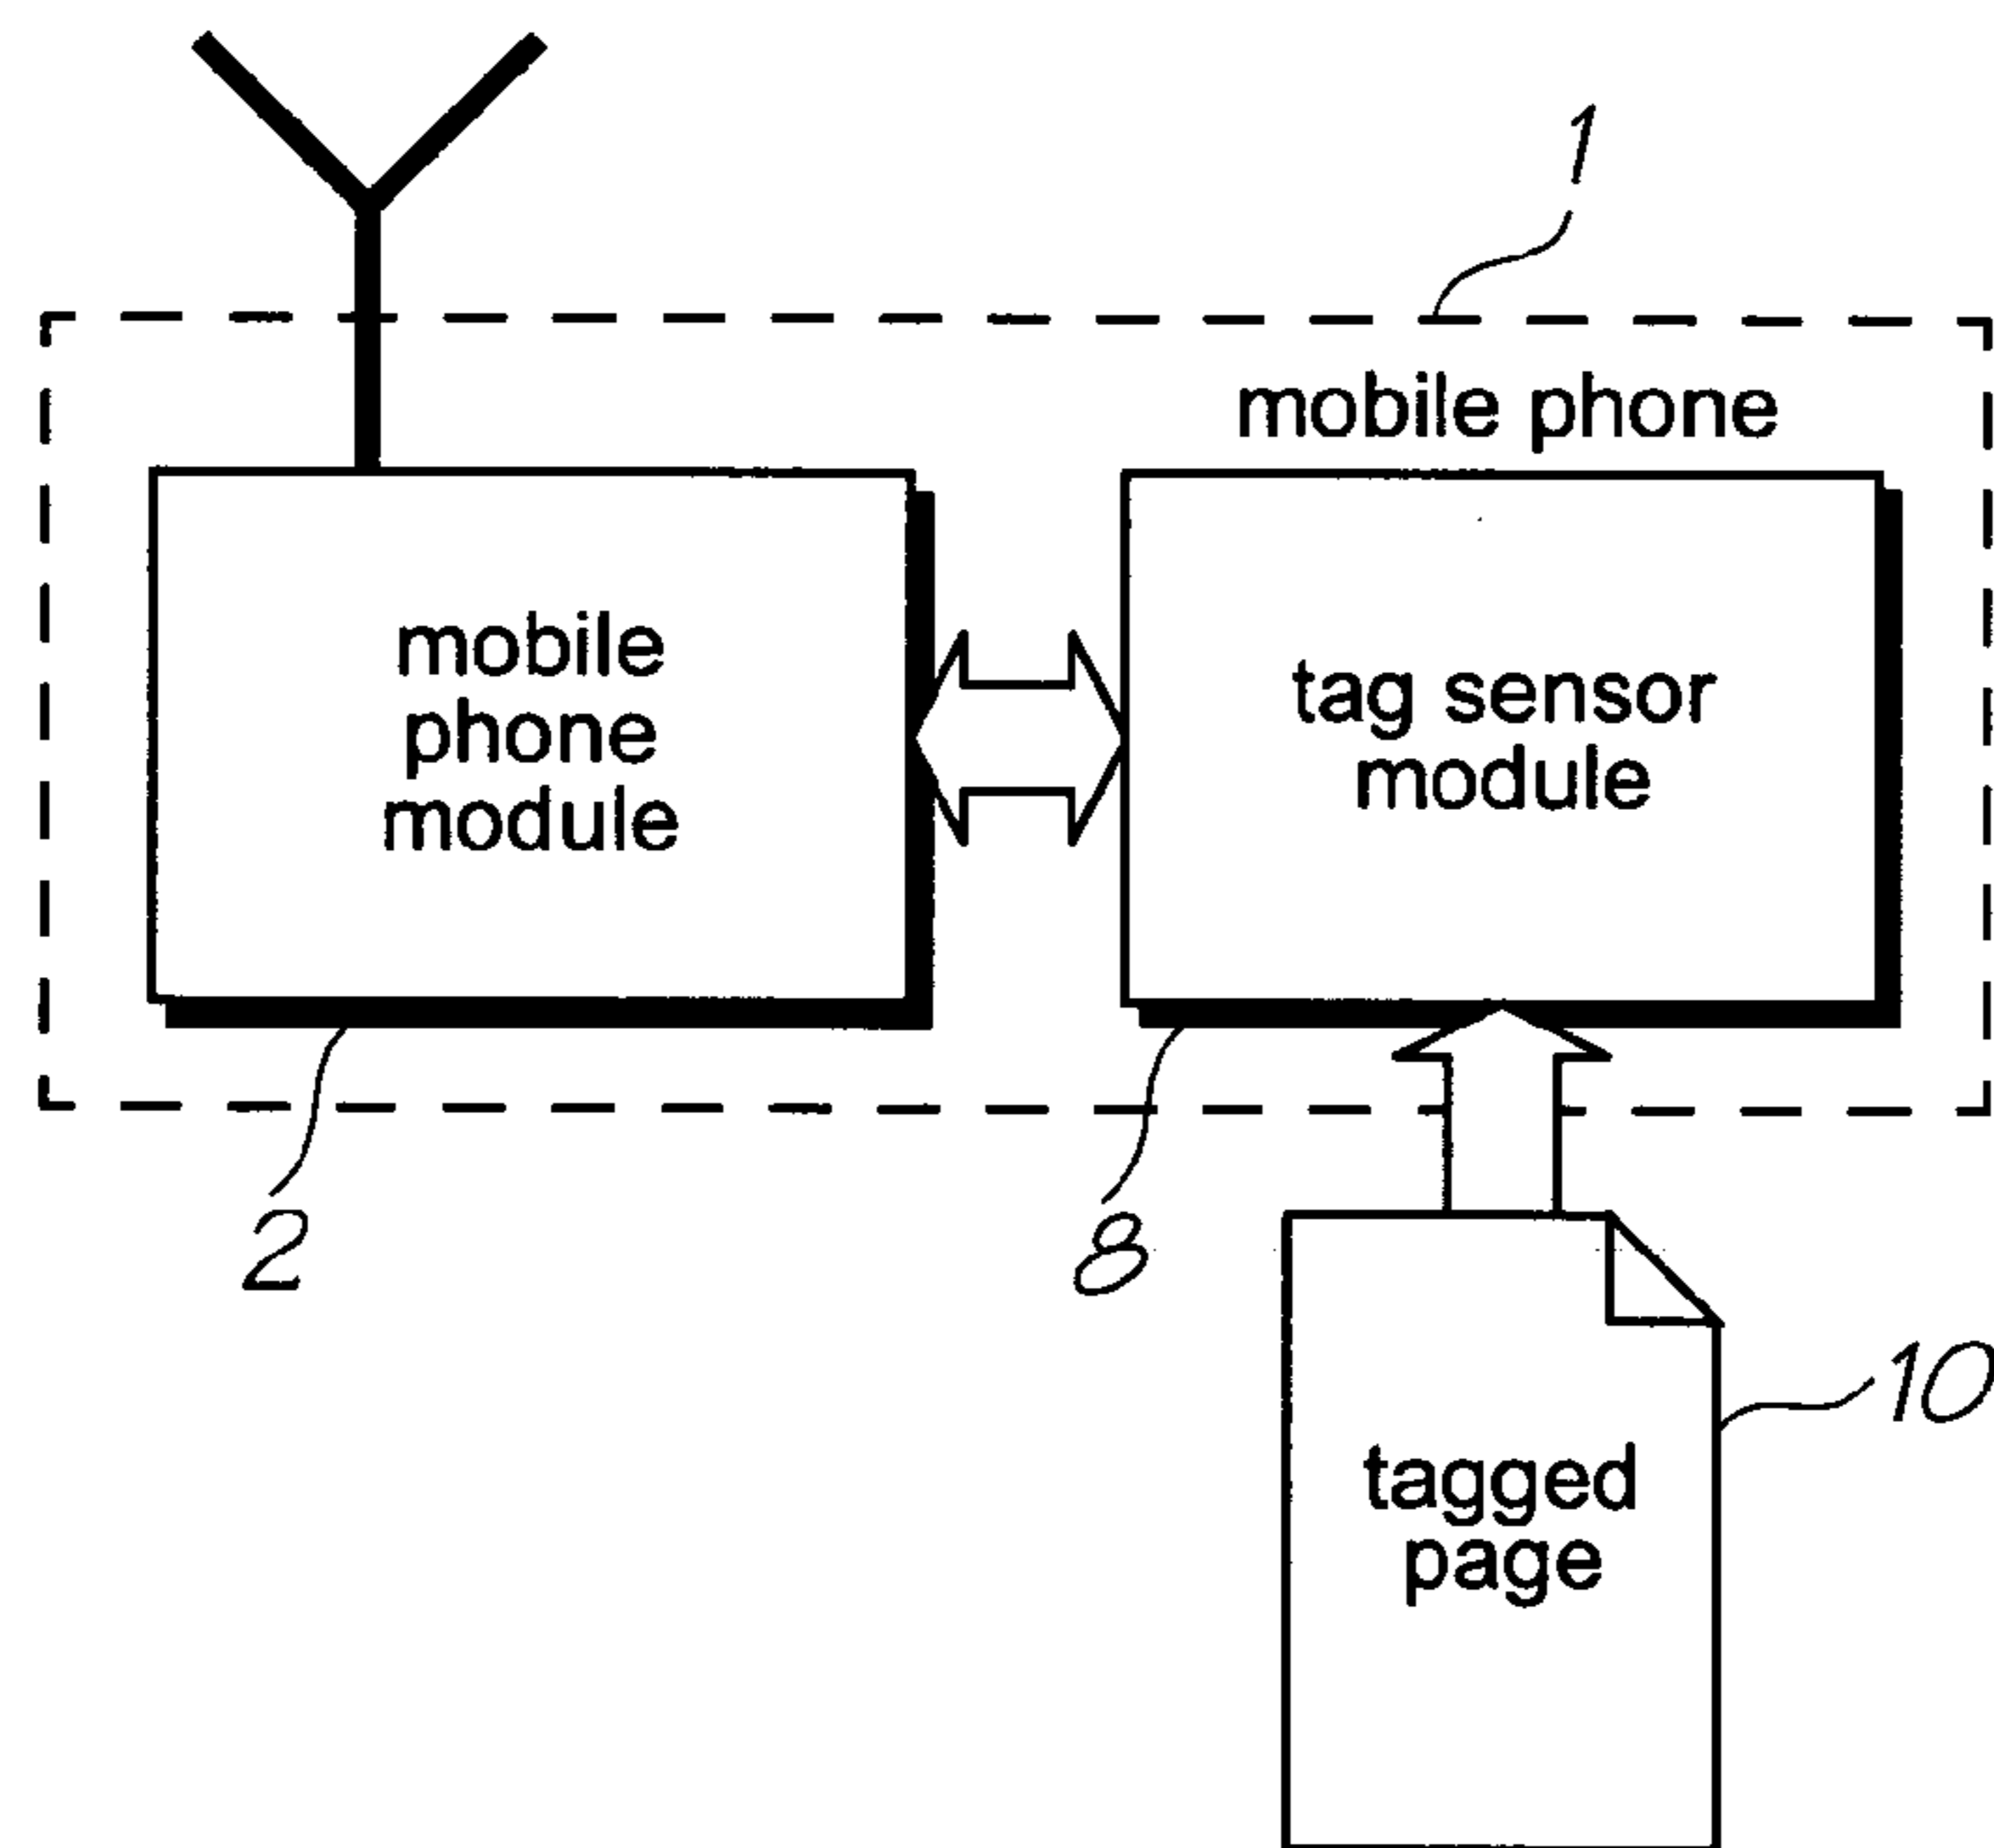 1
mobile phone
mobile
phone
module
tag sensor
module
2
8
10
tagged
page